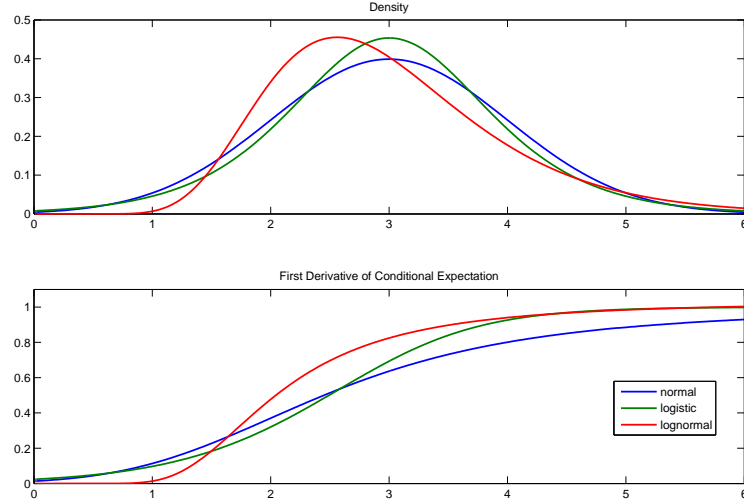 Density
0.5
0.4
0.3
0.2
0.1
0
0 1 2 3 4 5 6
First Derivative of Conditional Expectation
1
0.8
0.6
0.4
0.2
0
normal
logistic
lognormal
0 1 2 3 4 5 6